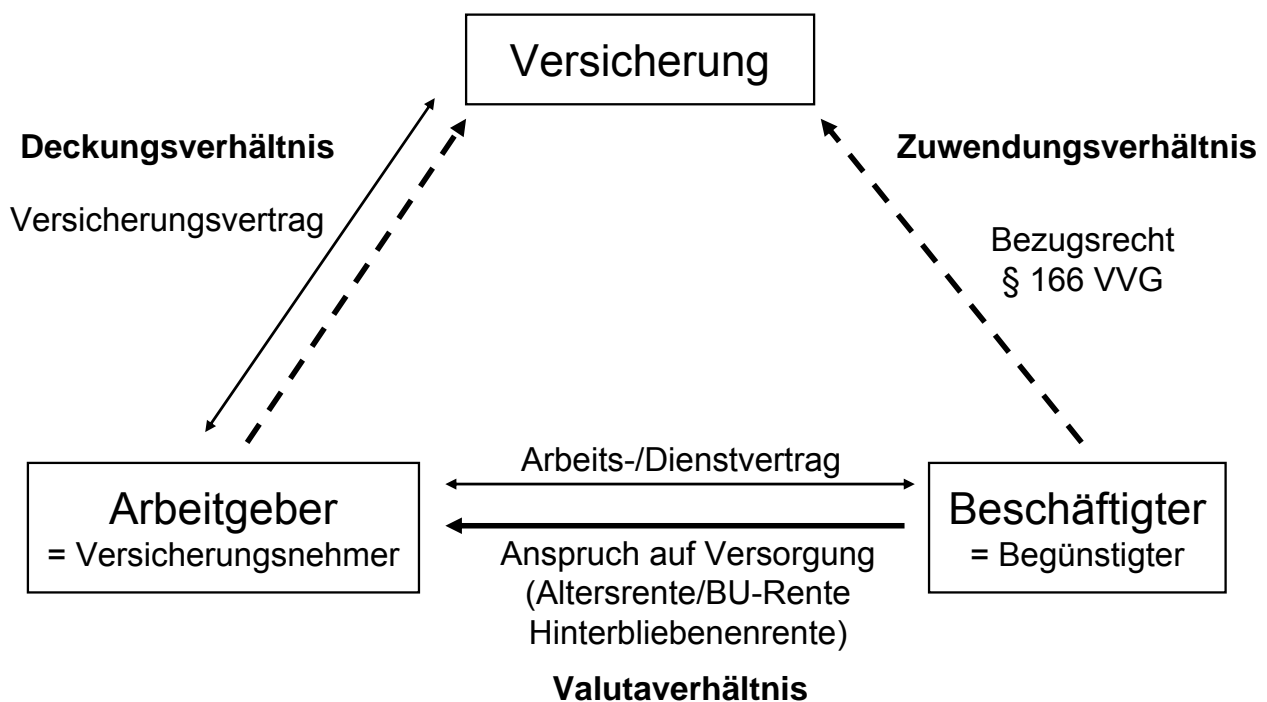 Versicherung
Deckungsverhältnis
Zuwendungsverhältnis
Versicherungsvertrag
Bezugsrecht
§ 166 VVG
Arbeits-/Dienstvertrag
Arbeitgeber
= Versicherungsnehmer
Beschäftigter
= Begünstigter
Anspruch auf Versorgung
(Altersrente/BU-Rente
Hinterbliebenenrente)
Valutaverhältnis